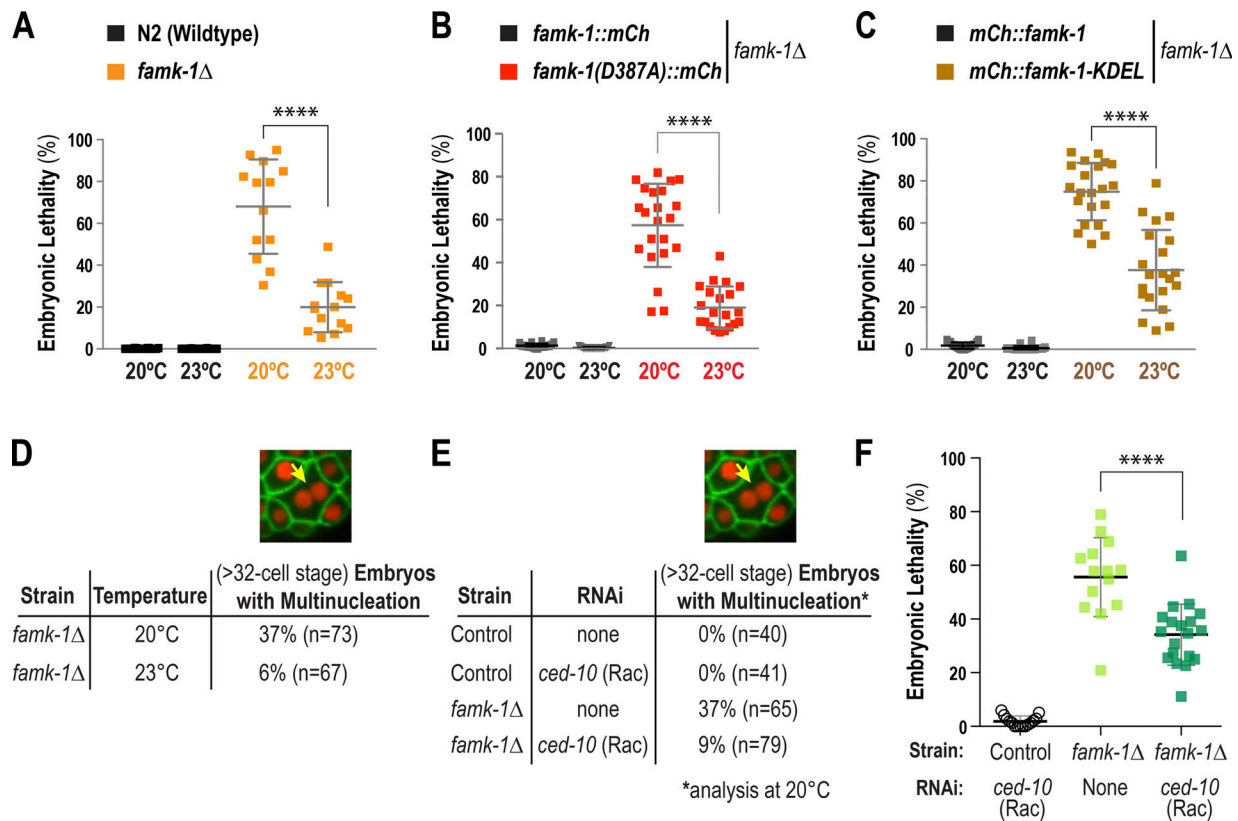 A
N2 (Wildtype)
famk-1Δ
****
Embryonic Lethality (%)
100
80
60
40
20
0
20ºC 23ºC 20ºC 23ºC
B
famk-1::mCh
famk-1(D387A)::mCh
famk-1Δ
****
Embryonic Lethality (%)
100
80
60
40
20
0
20ºC 23ºC 20ºC 23ºC
C
mCh::famk-1
mCh::famk-1-KDEL
famk-1Δ
****
Embryonic Lethality (%)
100
80
60
40
20
0
20ºC 23ºC 20ºC 23ºC
D
(>32-cell stage) Embryos
Strain Temperature with Multinucleation
famk-1Δ 20°C 37% (n=73)
famk-1Δ 23°C 6% (n=67)
E
(>32-cell stage) Embryos
Strain RNAi with Multinucleation*
Control none 0% (n=40)
Control ced-10 (Rac) 0% (n=41)
famk-1Δ none 37% (n=65)
famk-1Δ ced-10 (Rac) 9% (n=79)
*analysis at 20°C
F
****
Embryonic Lethality (%)
100
80
60
40
20
0
Strain: Control famk-1Δ famk-1Δ
RNAi: ced-10 None ced-10
(Rac) (Rac)